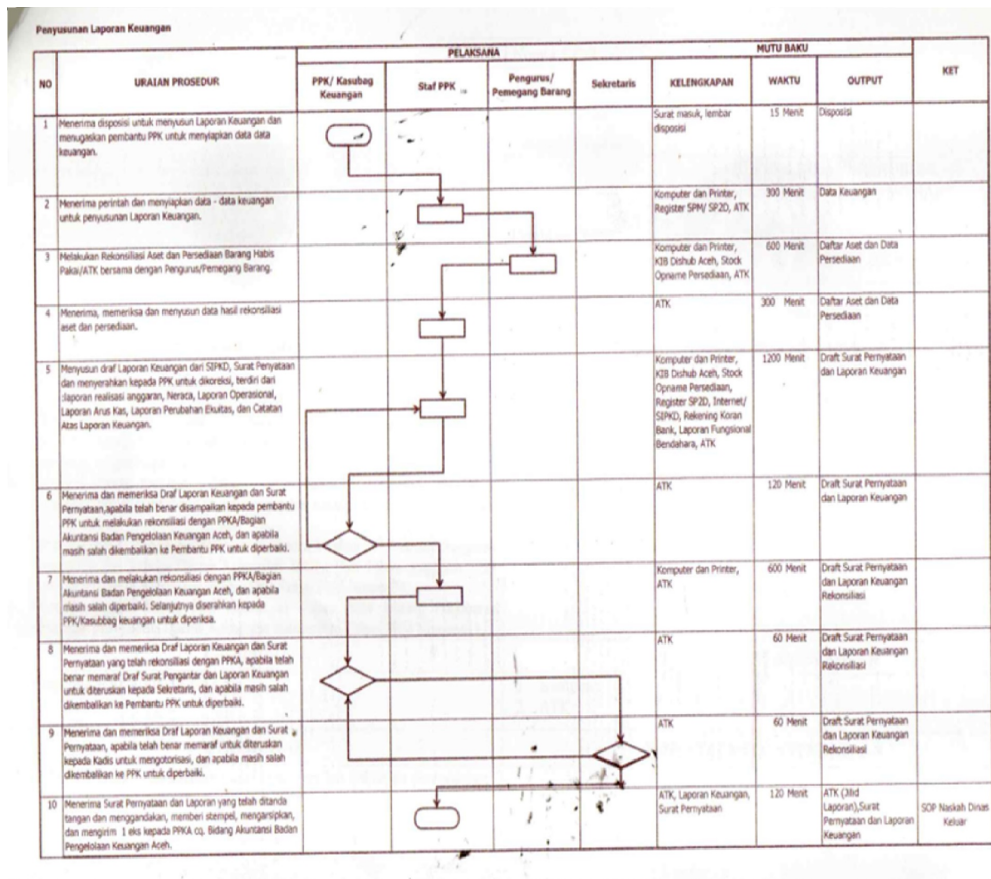 Penyusunan Laporan Keuangan
NO
URAIAN PROSEDUR
PELAKSANA
MUTU BAKU
KET
PPK/ Kasubag
Keuangan
Staf PPK
Pengurus/
Pemegang Barang
Sekretaris
KELENGKAPAN
WAKTU
OUTPUT
1
Menerima disposisi untuk menyusun Laporan Keuangan dan
menugaskan pembantu PPK untuk menyiapkan data data
keuangan.
Surat masuk, lembar
disposisi
15 Menit
Disposisi
2
Menerima perintah dan menyiapkan data - data keuangan
untuk penyusunan Laporan Keuangan.
Komputer dan Printer,
Register SPM/ SP2D, ATK
300 Menit
Data Keuangan
3
Melakukan Rekonsiliasi Aset dan Persediaan Barang Habis
Pakai/ATK bersama dengan Pengurus/Pemegang Barang.
Komputer dan Printer,
KIB Dishub Aceh, Stock
Opname Persediaan, ATK
600 Menit
Daftar Aset dan Data
Persediaan
4
Menerima, memeriksa dan menyusun data hasil rekonsiliasi
aset dan persediaan.
ATK
300 Menit
Daftar Aset dan Data
Persediaan
5
Menyusun draf Laporan Keuangan dari SIPKD, Surat Penyataan
dan menyerahkan kepada PPK untuk dikoreksi, terdiri dari
:laporan realisasi anggaran, Neraca, Laporan Operasional,
Laporan Arus Kas, Laporan Perubahan Ekuitas, dan Catatan
Atas Laporan Keuangan.
Komputer dan Printer,
KIB Dishub Aceh, Stock
Opname Persediaan,
Register SP2D, Internet/
SIPKD, Rekening Koran
Bank, Laporan Fungsional
Bendahara, ATK
1200 Menit
Draft Surat Pernyataan
dan Laporan Keuangan
6
Menerima dan memeriksa Draf Laporan Keuangan dan Surat
Pernyataan,apabila telah benar disampaikan kepada pembantu
PPK untuk melakukan rekonsiliasi dengan PPKA/Bagian
Akuntansi Badan Pengelolaan Keuangan Aceh, dan apabila
masih salah dikembalikan ke Pembantu PPK untuk diperbaiki.
ATK
120 Menit
Draft Surat Pernyataan
dan Laporan Keuangan
7
Menerima dan melakukan rekonsiliasi dengan PPKA/Bagian
Akuntansi Badan Pengelolaan Keuangan Aceh, dan apabila
masih salah diperbaiki. Selanjutnya diserahkan kepada
PPK/Kasubbag keuangan untuk diperiksa.
Komputer dan Printer,
ATK
600 Menit
Draft Surat Pernyataan
dan Laporan Keuangan
Rekonsiliasi
8
Menerima dan memeriksa Draf Laporan Keuangan dan Surat
Pernyataan yang telah rekonsiliasi dengan PPKA, apabila telah
benar memaraf Draf Surat Pengantar dan Laporan Keuangan
untuk diteruskan kepada Sekretaris, dan apabila masih salah
dikembalikan ke Pembantu PPK untuk diperbaiki.
ATK
60 Menit
Draft Surat Pernyataan
dan Laporan Keuangan
Rekonsiliasi
9
Menerima dan memeriksa Draf Laporan Keuangan dan Surat
Pernyataan, apabila telah benar memaraf untuk diteruskan
kepada Kadis untuk mengotorisasi, dan apabila masih salah
dikembalikan ke PPK untuk diperbaiki.
ATK
60 Menit
Draft Surat Pernyataan
dan Laporan Keuangan
Rekonsiliasi
10
Menerima Surat Pernyataan dan Laporan yang telah ditanda
tangan dan menggandakan, memberi stempel, mengarsipkan,
dan mengirim 1 eks kepada PPKA cq. Bidang Akuntansi Badan
Pengelolaan Keuangan Aceh.
ATK, Laporan Keuangan,
Surat Pernyataan
120 Menit
ATK (Jilid
Laporan),Surat
Pernyataan dan Laporan
Keuangan
SOP Naskah Dinas
Keluar